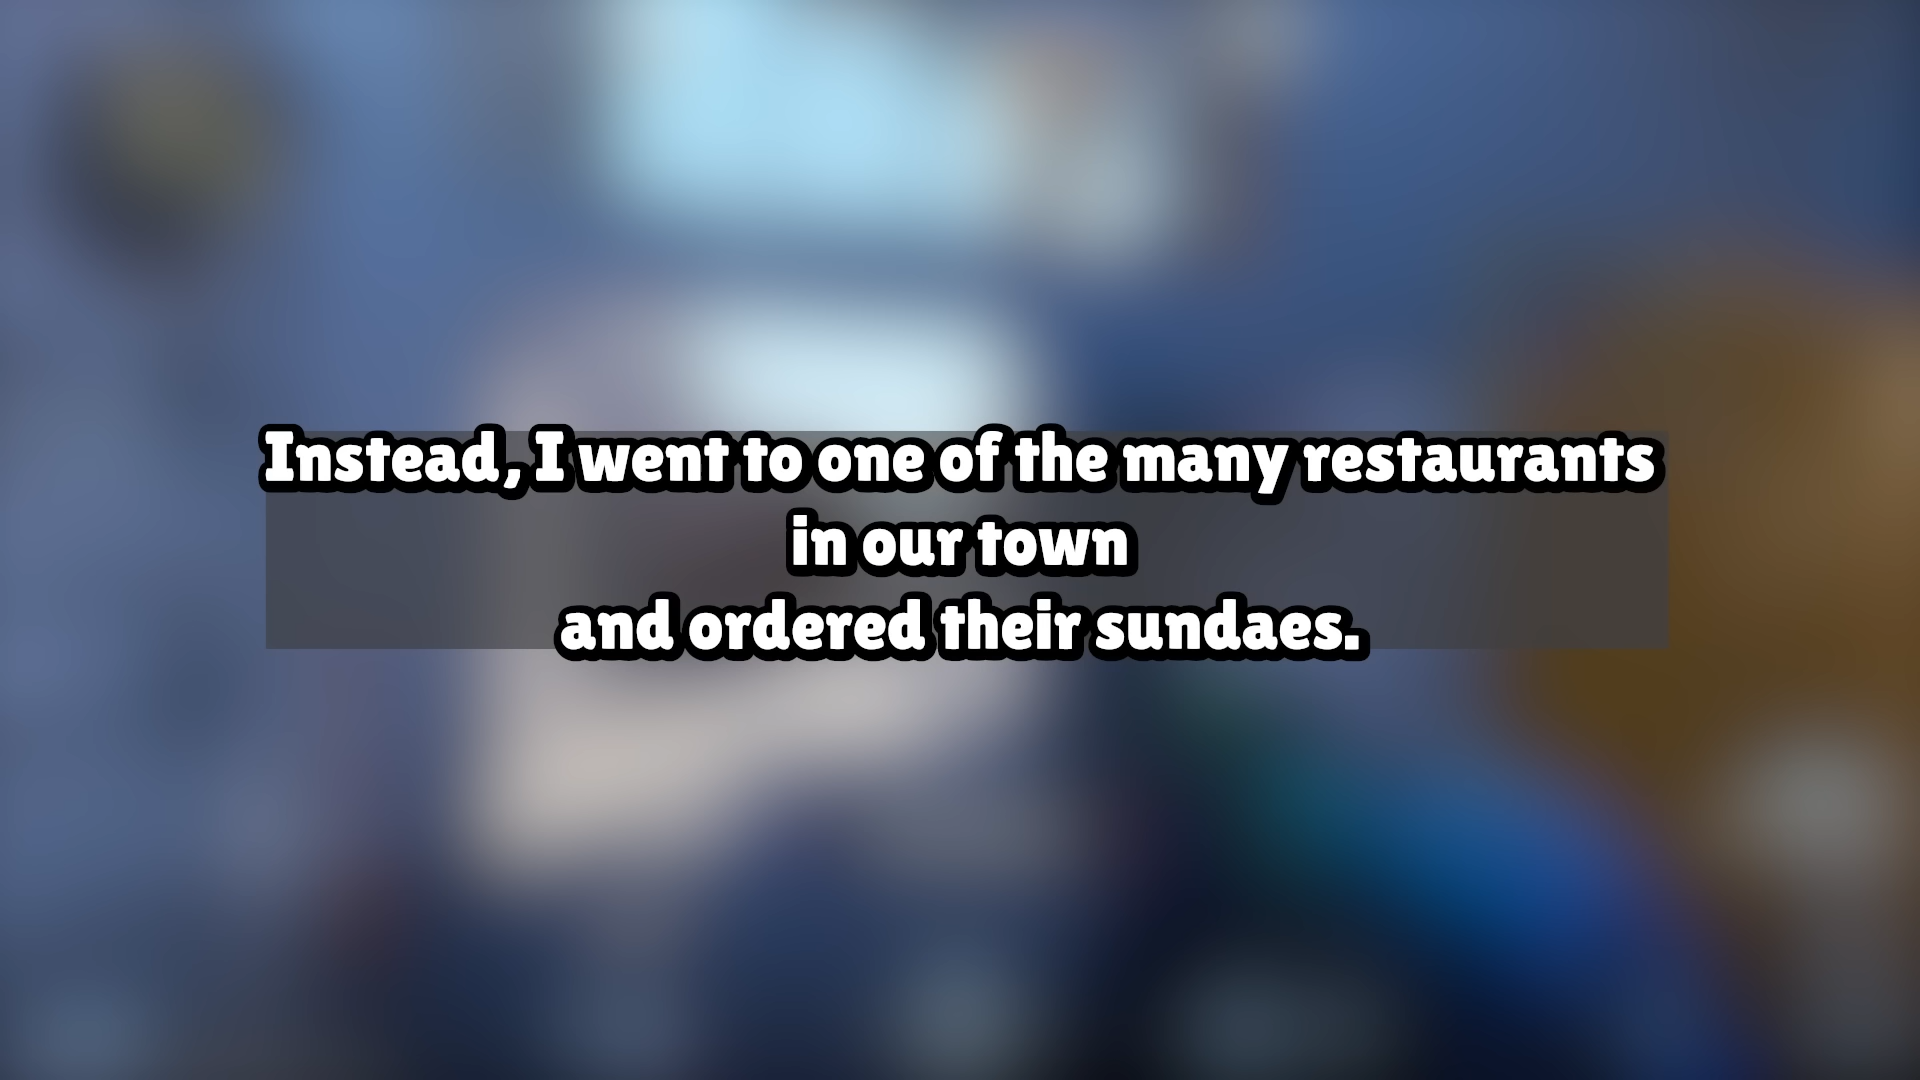 Instead, I went to one of the many restaurants
in our town
and ordered their sundaes.